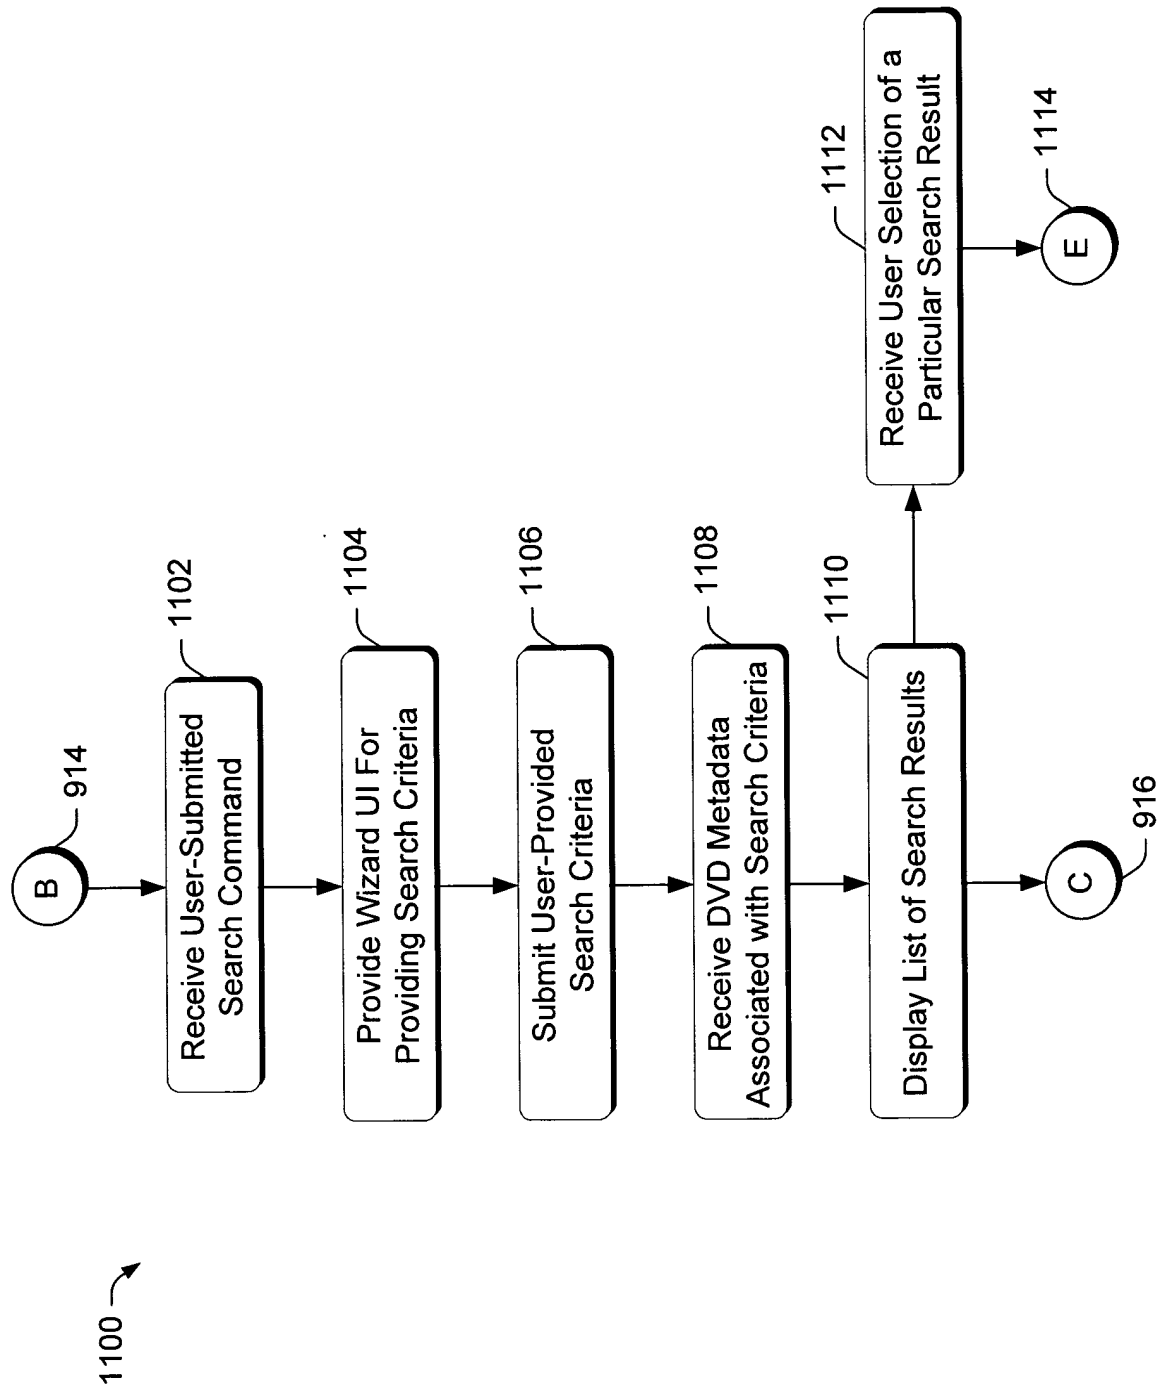 1100
B
914
1102
Receive User-Submitted
Search Command
1104
Provide Wizard UI For
Providing Search Criteria
1106
Submit User-Provided
Search Criteria
1108
Receive DVD Metadata
Associated with Search Criteria
1110
Display List of Search Results
1112
Receive User Selection of a
Particular Search Result
C
916
E
1114